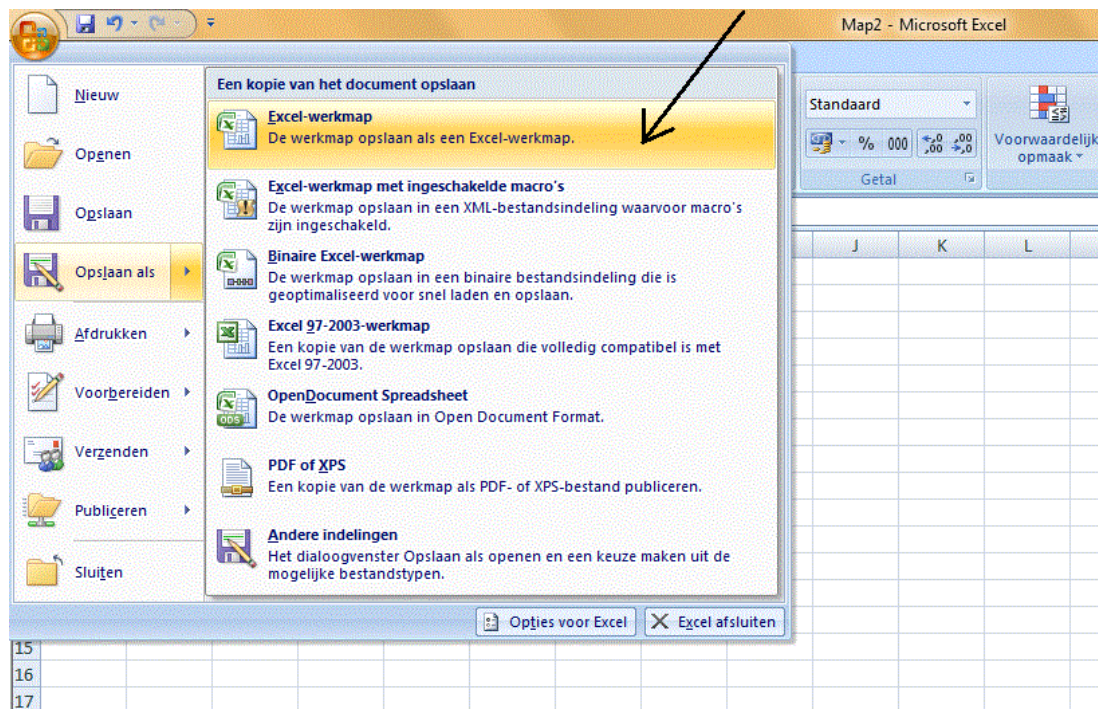 Map2 - Microsoft Excel
Nieuw
Openen
Opslaan
Opslaan als
Afdrukken
Voorbereiden
Verzenden
Publiceren
Sluiten
Een kopie van het document opslaan
Excel-werkmap
De werkmap opslaan als een Excel-werkmap.
Excel-werkmap met ingeschakelde macro's
De werkmap opslaan in een XML-bestandsindeling waarvoor macro's
zijn ingeschakeld.
Binaire Excel-werkmap
De werkmap opslaan in een binaire bestandsindeling die is
geoptimaliseerd voor snel laden en opslaan.
Excel 97-2003-werkmap
Een kopie van de werkmap opslaan die volledig compatibel is met
Excel 97-2003.
OpenDocument Spreadsheet
ODS
De werkmap opslaan in Open Document Format.
PDF of XPS
Een kopie van de werkmap als PDF- of XPS-bestand publiceren.
Andere indelingen
Het dialoogvenster Opslaan als openen en een keuze maken uit de
mogelijke bestandstypen.
Opties voor Excel
Excel afsluiten
Standaard
% 000 ,00 ,00
Getal
Voorwaardelijk
opmaak
J K L
15
16
17